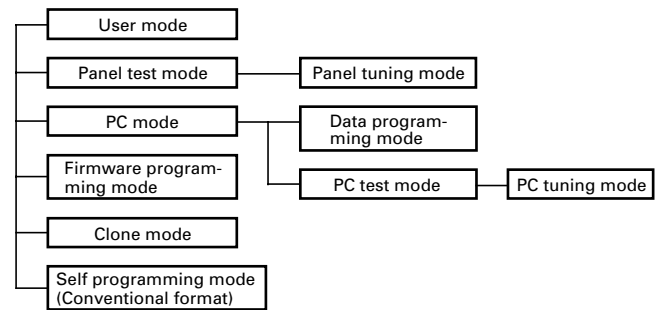 User mode
Panel test mode
Panel tuning mode
PC mode
Data program-
ming mode
Firmware program-
ming mode
PC test mode
PC tuning mode
Clone mode
Self programming mode
(Conventional format)